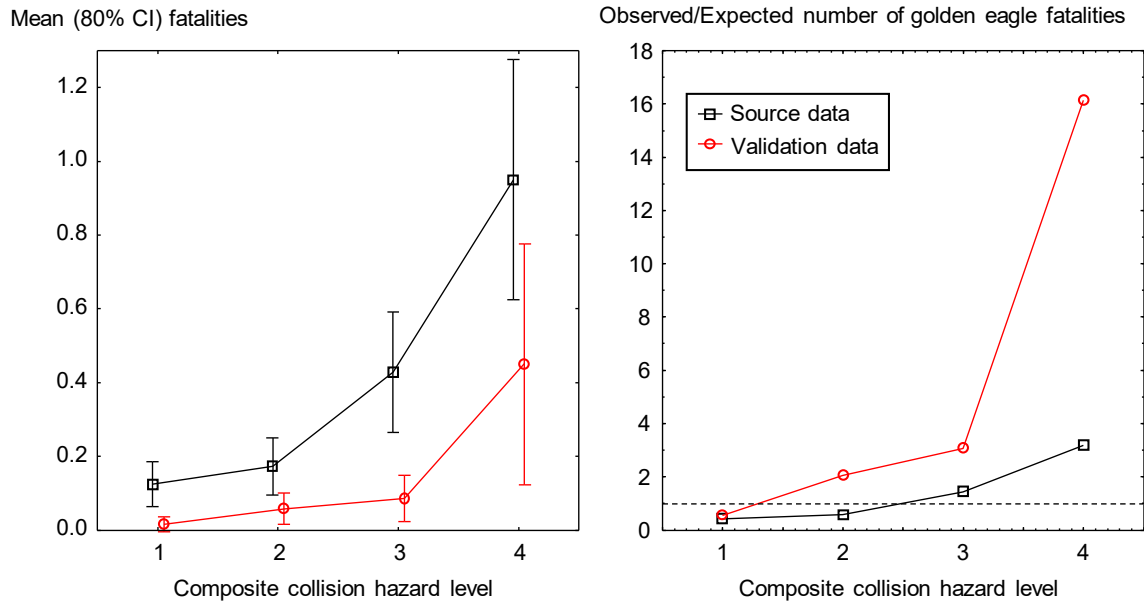 Mean (80% CI) fatalities
1.2
1.0
0.8
0.6
0.4
0.2
0.0
1 2 3 4
Composite collision hazard level
Observed/Expected number of golden eagle fatalities
18
16
14
12
10
8
6
4
2
0
Source data
Validation data
1 2 3 4
Composite collision hazard level